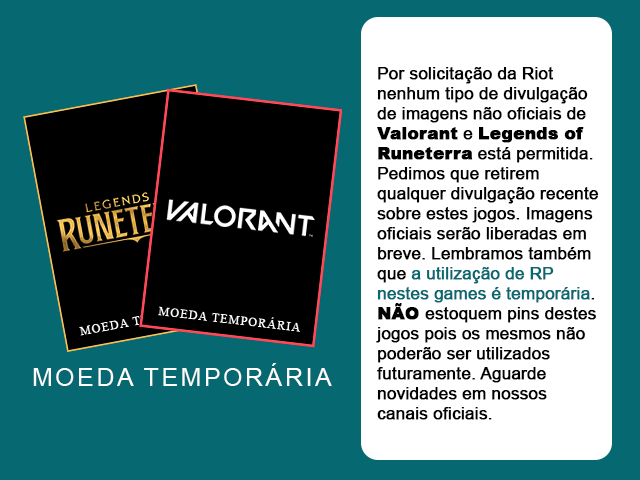 LEGENDS
RUNETE
MOEDA T
VALORANT
MOEDA TEMPORÁRIA
MOEDA TEMPORÁRIA
Por solicitação da Riot
nenhum tipo de divulgação
de imagens não oficiais de
Valorant e Legends of
Runeterra está permitida.
Pedimos que retirem
qualquer divulgação recente
sobre estes jogos. Imagens
oficiais serão liberadas em
breve. Lembramos também
que a utilização de RP
nestes games é temporária.
NÃO estoquem pins destes
jogos pois os mesmos não
poderão ser utilizados
futuramente. Aguarde
novidades em nossos
canais oficiais.